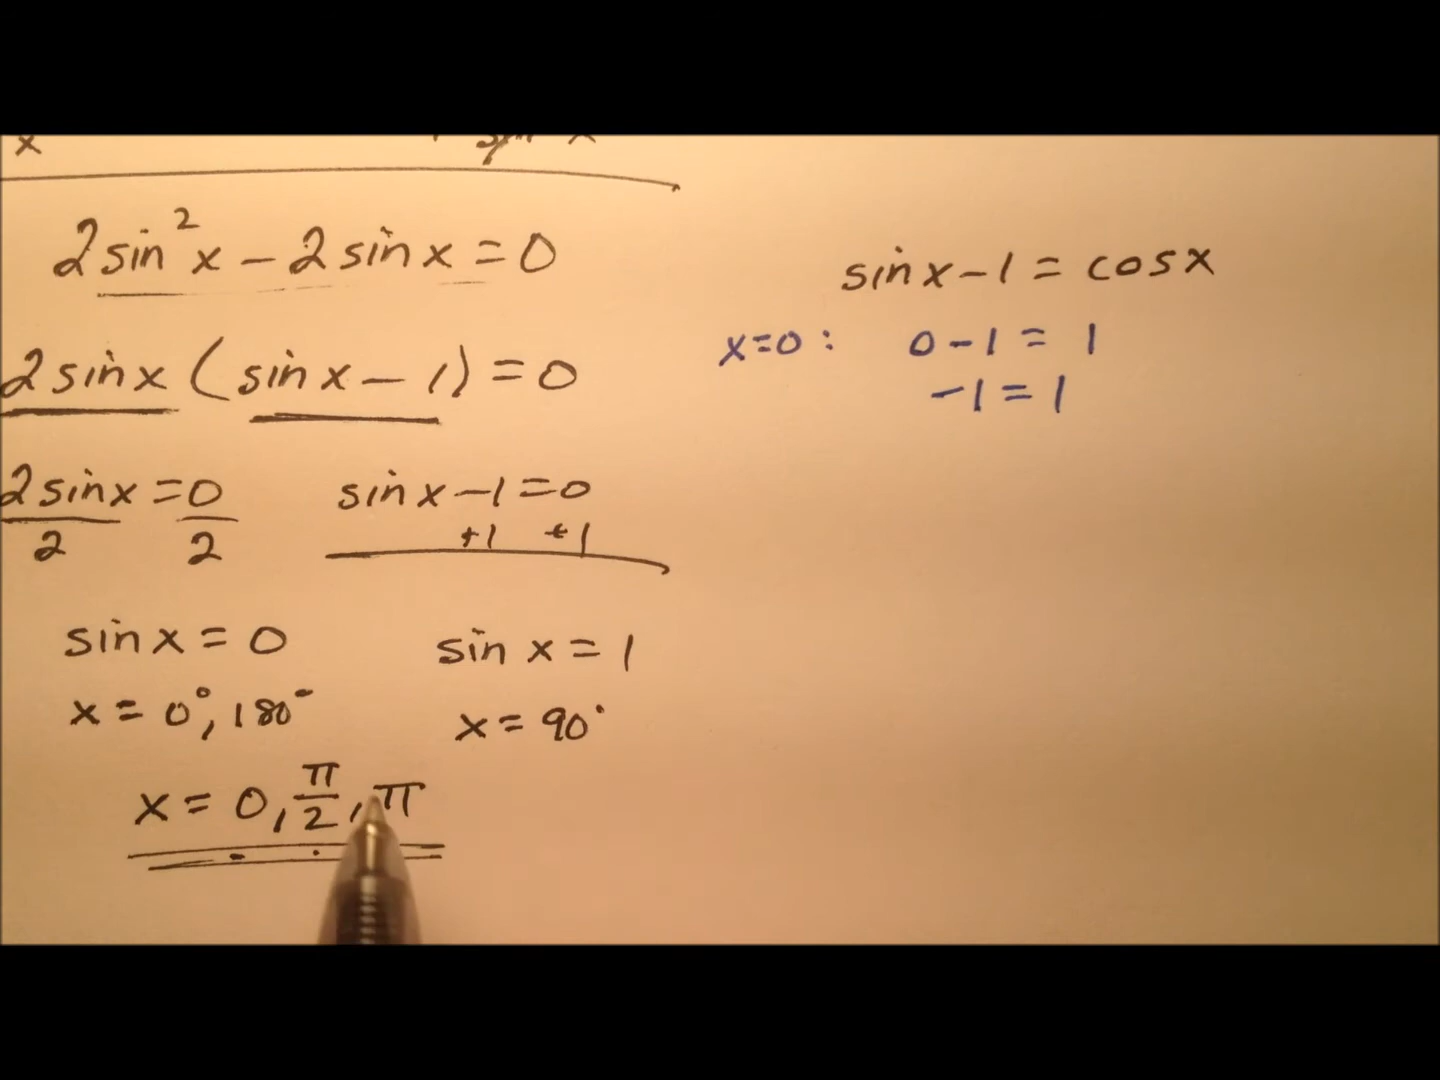 x
2sin²x - 2sinx = 0
2sinx (sinx - 1) = 0
2sinx = 0
2 2
sinx - 1 = 0
+1 +1
sinx = 0
x = 0°, 180°
sin x = 1
x = 90°
x = 0, π/2, π
sinx - 1 = cosx
x=0: 0 - 1 = 1
-1 = 1